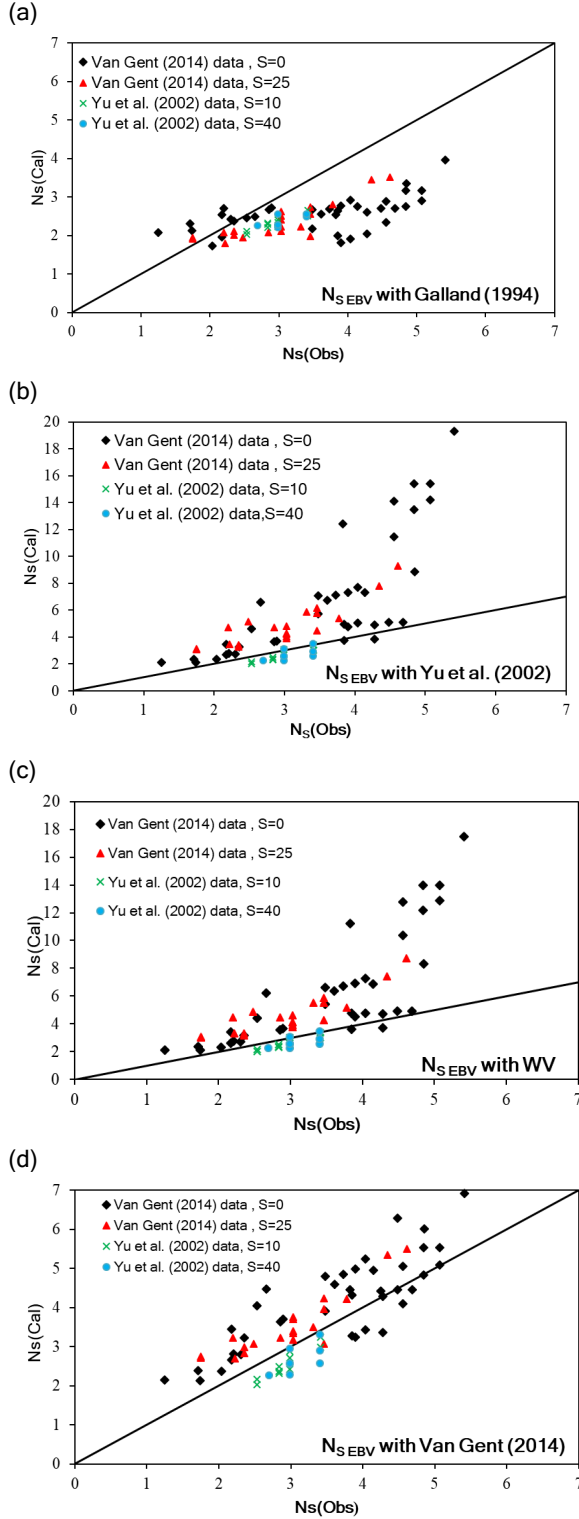 (a)
7
6
5
4
3
2
1
0
Ns(Cal)
Van Gent (2014) data , S=0
Van Gent (2014) data, S=25
Yu et al. (2002) data, S=10
Yu et al. (2002) data, S=40
N S EBV with Galland (1994)
0 1 2 3 4 5 6 7
Ns(Obs)
(b)
20
18
16
14
12
10
8
6
4
2
0
Ns(Cal)
Van Gent (2014) data , S=0
Van Gent (2014) data, S=25
Yu et al. (2002) data, S=10
Yu et al. (2002) data,S=40
N S EBV with Yu et al. (2002)
0 1 2 3 4 5 6 7
NS(Obs)
(c)
20
18
16
14
12
10
8
6
4
2
0
Ns(Cal)
Van Gent (2014) data , S=0
Van Gent (2014) data, S=25
Yu et al. (2002) data, S=10
Yu et al. (2002) data, S=40
N S EBV with WV
0 1 2 3 4 5 6 7
Ns(Obs)
(d)
7
6
5
4
3
2
1
0
Ns(Cal)
Van Gent (2014) data , S=0
Van Gent (2014) data, S=25
Yu et al. (2002) data, S=10
Yu et al. (2002) data, S=40
N S EBV with Van Gent (2014)
0 1 2 3 4 5 6 7
Ns(Obs)